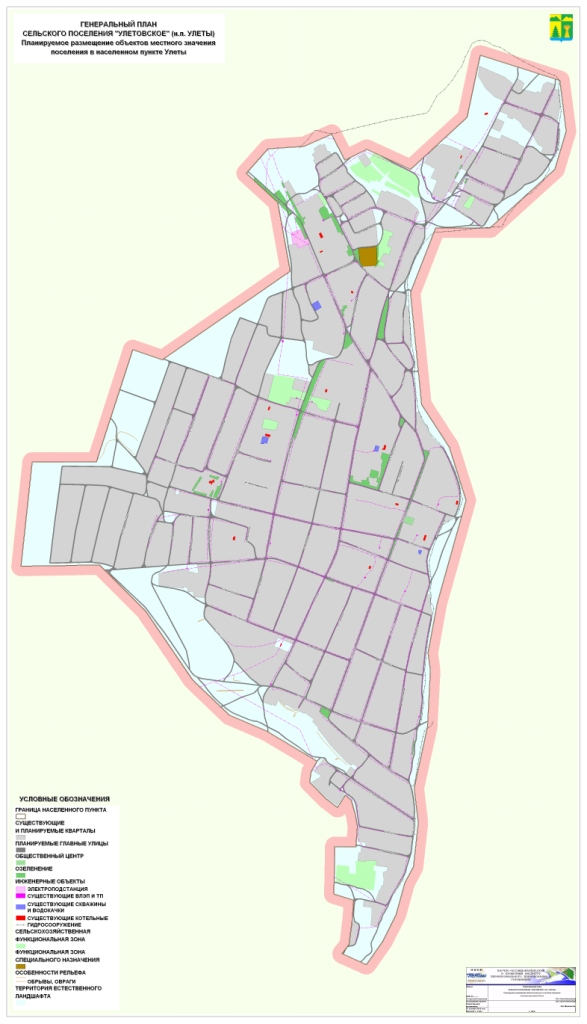 ГЕНЕРАЛЬНЫЙ ПЛАН
СЕЛЬСКОГО ПОСЕЛЕНИЯ "УЛЕТОВСКОЕ" (н.п. УЛЕТЫ)
Планируемое размещение объектов местного значения
поселения в населенном пункте Улеты
УСЛОВНЫЕ ОБОЗНАЧЕНИЯ
ГРАНИЦА НАСЕЛЕННОГО ПУНКТА
СУЩЕСТВУЮЩИЕ
И ПЛАНИРУЕМЫЕ КВАРТАЛЫ
ПЛАНИРУЕМЫЕ ГЛАВНЫЕ УЛИЦЫ
ОБЩЕСТВЕННЫЙ ЦЕНТР
ОЗЕЛЕНЕНИЕ
ИНЖЕНЕРНЫЕ ОБЪЕКТЫ
ЭЛЕКТРОПОДСТАНЦИЯ
СУЩЕСТВУЮЩИЕ ВЛЭП И ТП
СУЩЕСТВУЮЩИЕ СКВАЖИНЫ
И ВОДОКАЧКИ
СУЩЕСТВУЮЩИЕ КОТЕЛЬНЫЕ
ГИДРОСООРУЖЕНИЕ
СЕЛЬСКОХОЗЯЙСТВЕННАЯ
ФУНКЦИОНАЛЬНАЯ ЗОНА
ФУНКЦИОНАЛЬНАЯ ЗОНА
СПЕЦИАЛЬНОГО НАЗНАЧЕНИЯ
ОСОБЕННОСТИ РЕЛЬЕФА
ОБРЫВЫ, ОВРАГИ
ТЕРРИТОРИЯ ЕСТЕСТВЕННОГО
ЛАНДШАФТА